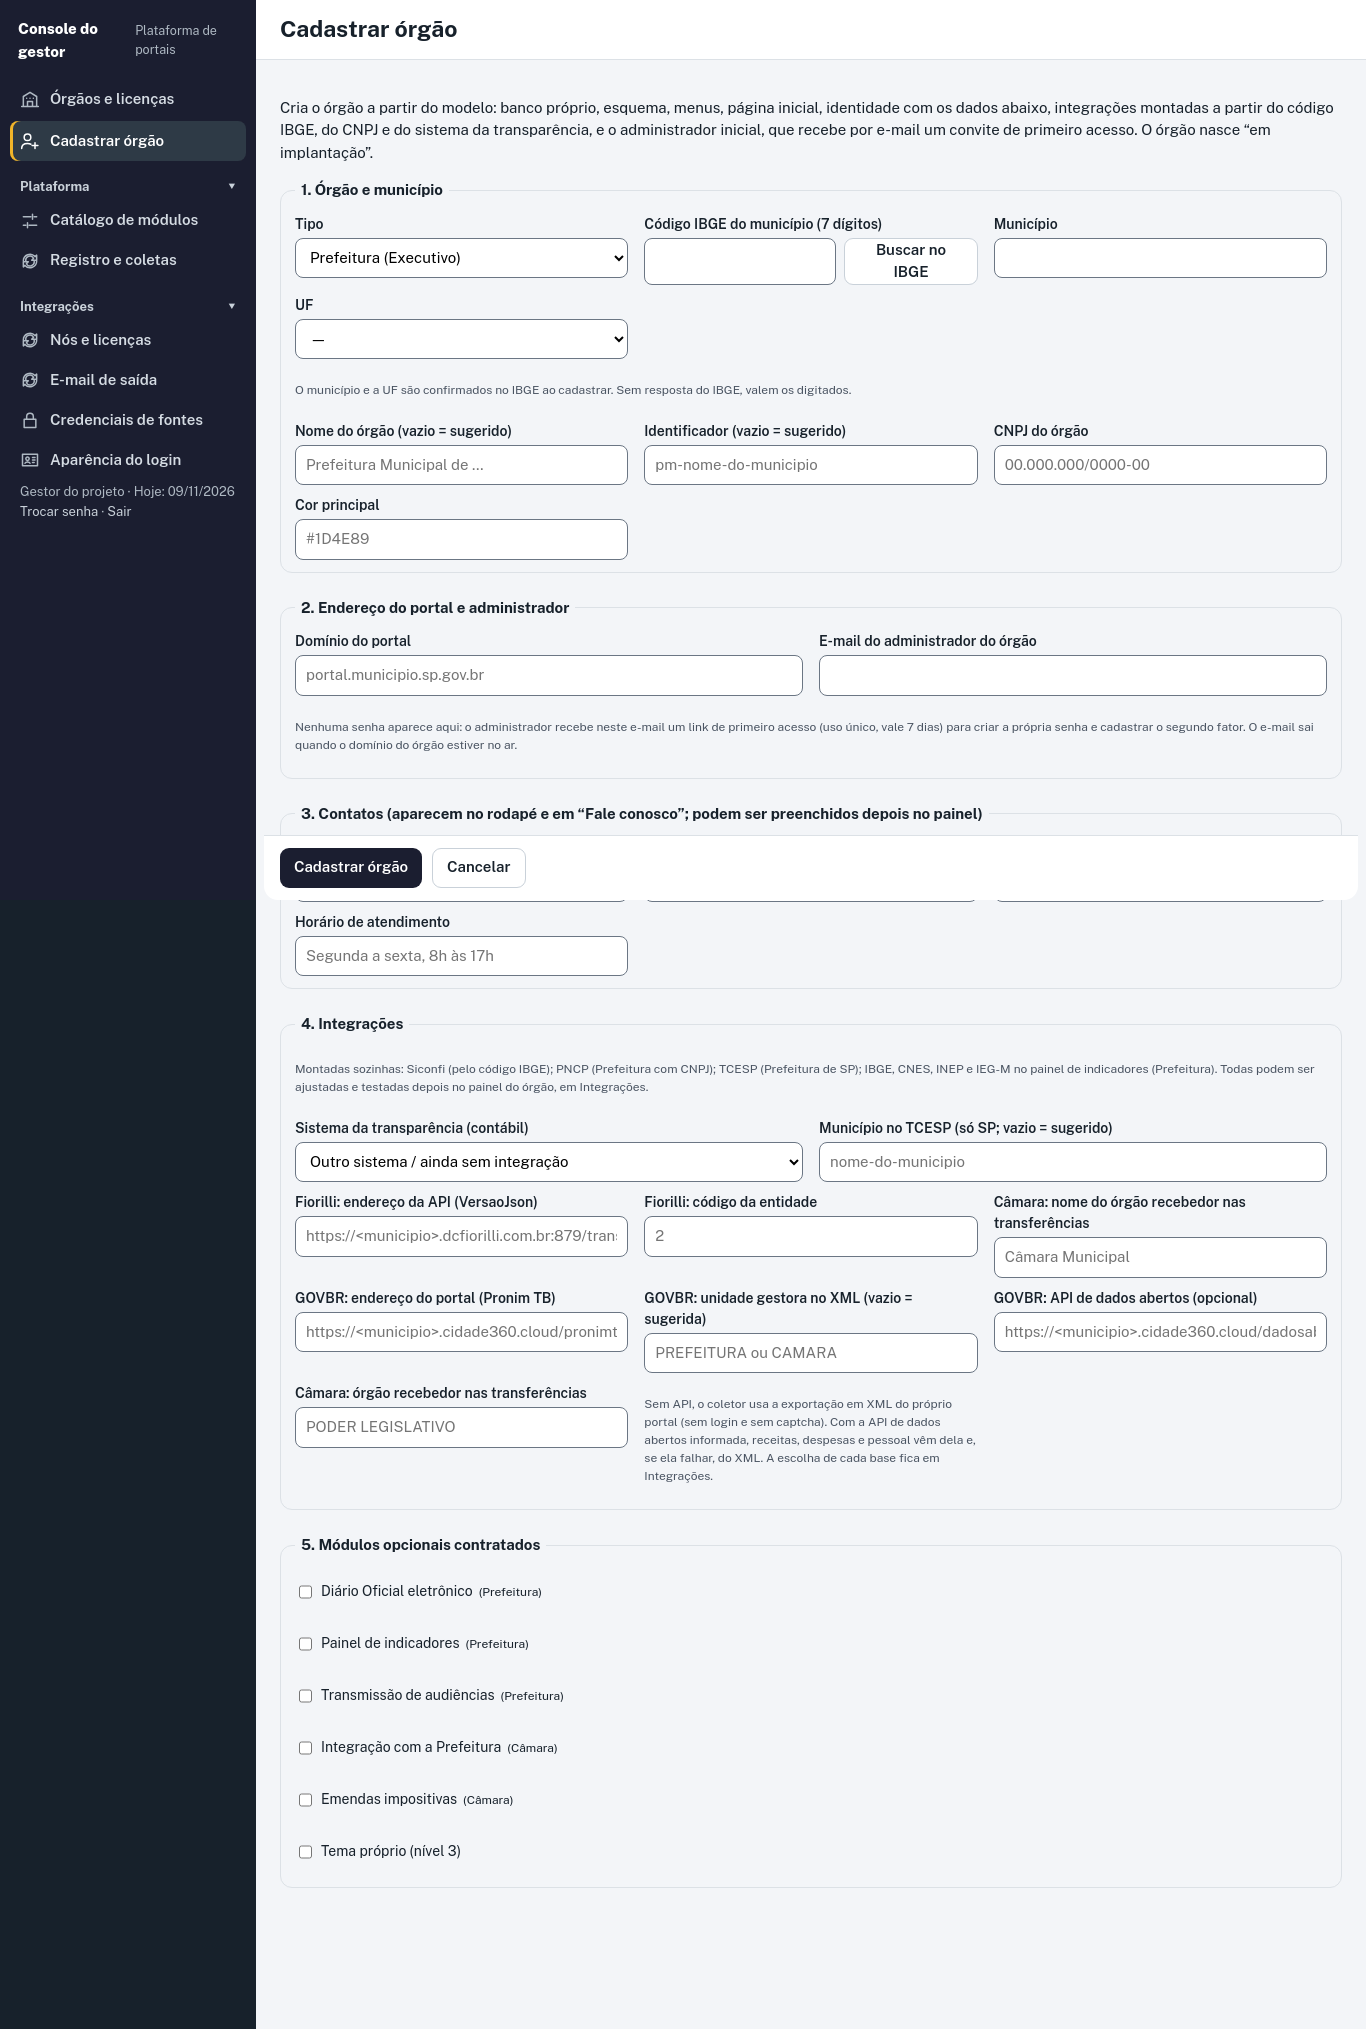 Console do
gestor
Plataforma de
portais
Órgãos e licenças
Cadastrar órgão
Plataforma
Catálogo de módulos
Registro e coletas
Integrações
Nós e licenças
E-mail de saída
Credenciais de fontes
Aparência do login
Gestor do projeto · Hoje: 09/11/2026
Trocar senha · Sair
Cadastrar órgão
Cria o órgão a partir do modelo: banco próprio, esquema, menus, página inicial, identidade com os dados abaixo, integrações montadas a partir do código
IBGE, do CNPJ e do sistema da transparência, e o administrador inicial, que recebe por e-mail um convite de primeiro acesso. O órgão nasce “em
implantação”.
1. Órgão e município
Tipo
Código IBGE do município (7 dígitos)
Município
Prefeitura (Executivo)
Buscar no
IBGE
UF
—
O município e a UF são confirmados no IBGE ao cadastrar. Sem resposta do IBGE, valem os digitados.
Nome do órgão (vazio = sugerido)
Identificador (vazio = sugerido)
CNPJ do órgão
Prefeitura Municipal de ...
pm-nome-do-municipio
00.000.000/0000-00
Cor principal
#1D4E89
2. Endereço do portal e administrador
Domínio do portal
E-mail do administrador do órgão
portal.municipio.sp.gov.br
Nenhuma senha aparece aqui: o administrador recebe neste e-mail um link de primeiro acesso (uso único, vale 7 dias) para criar a própria senha e cadastrar o segundo fator. O e-mail sai
quando o domínio do órgão estiver no ar.
3. Contatos (aparecem no rodapé e em “Fale conosco”; podem ser preenchidos depois no painel)
Cadastrar órgão
Cancelar
Horário de atendimento
Segunda a sexta, 8h às 17h
4. Integrações
Montadas sozinhas: Siconfi (pelo código IBGE); PNCP (Prefeitura com CNPJ); TCESP (Prefeitura de SP); IBGE, CNES, INEP e IEG-M no painel de indicadores (Prefeitura). Todas podem ser
ajustadas e testadas depois no painel do órgão, em Integrações.
Sistema da transparência (contábil)
Município no TCESP (só SP; vazio = sugerido)
Outro sistema / ainda sem integração
nome-do-municipio
Fiorilli: endereço da API (VersaoJson)
Fiorilli: código da entidade
Câmara: nome do órgão recebedor nas
transferências
https://<municipio>.dcfiorilli.com.br:879/trans
2
Câmara Municipal
GOVBR: endereço do portal (Pronim TB)
GOVBR: unidade gestora no XML (vazio =
sugerida)
GOVBR: API de dados abertos (opcional)
https://<municipio>.cidade360.cloud/pronimt
PREFEITURA ou CAMARA
https://<municipio>.cidade360.cloud/dadosal
Câmara: órgão recebedor nas transferências
PODER LEGISLATIVO
Sem API, o coletor usa a exportação em XML do próprio
portal (sem login e sem captcha). Com a API de dados
abertos informada, receitas, despesas e pessoal vêm dela e,
se ela falhar, do XML. A escolha de cada base fica em
Integrações.
5. Módulos opcionais contratados
Diário Oficial eletrônico (Prefeitura)
Painel de indicadores (Prefeitura)
Transmissão de audiências (Prefeitura)
Integração com a Prefeitura (Câmara)
Emendas impositivas (Câmara)
Tema próprio (nível 3)